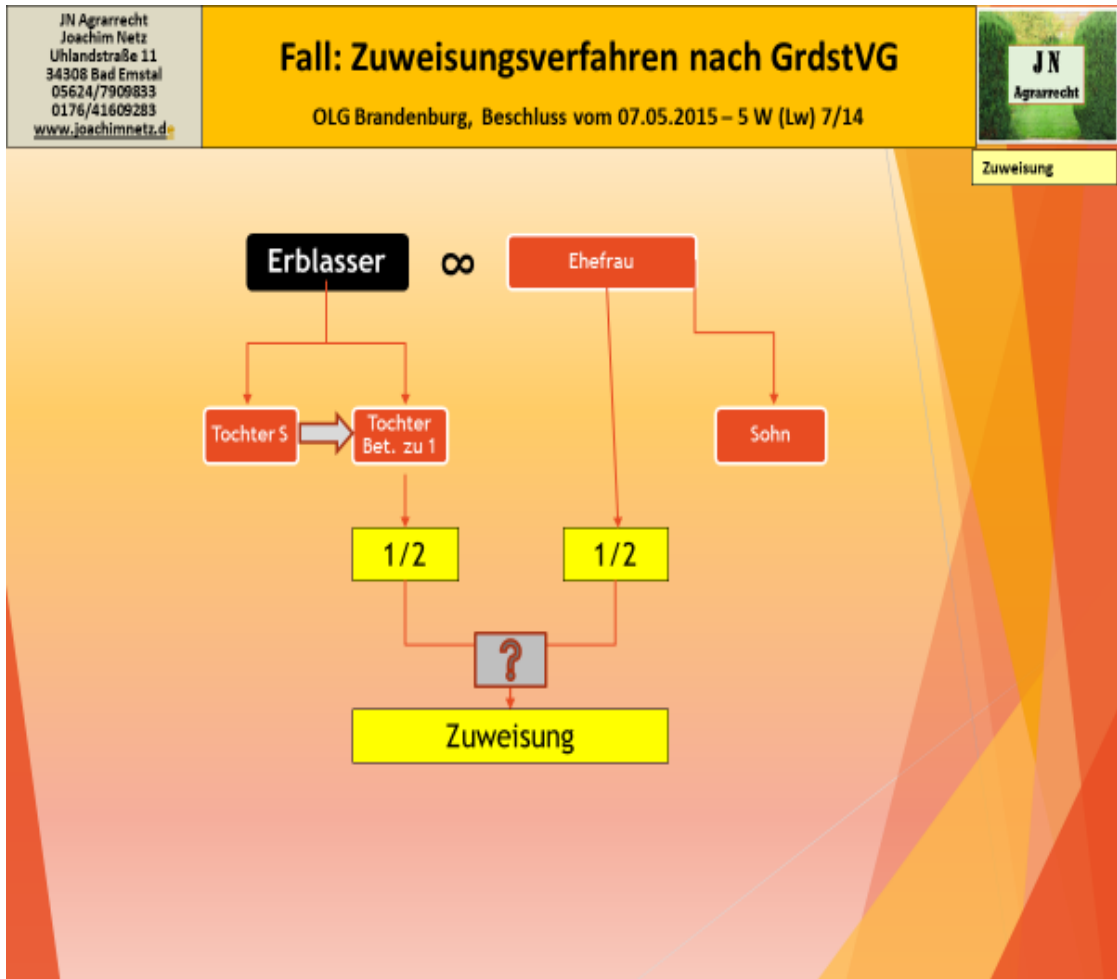 JN Agrarrecht
Joachim Netz
Uhlandstraße 11
34308 Bad Emstal
05624/7909833
0176/41609283
www.joachimnetz.de
Fall: Zuweisungsverfahren nach GrdstVG
OLG Brandenburg, Beschluss vom 07.05.2015 – 5 W (Lw) 7/14
JN
Agrarrecht
Zuweisung
Erblasser
∞
Ehefrau
Tochter S
Tochter
Bet. zu 1
Sohn
1/2
1/2
?
Zuweisung